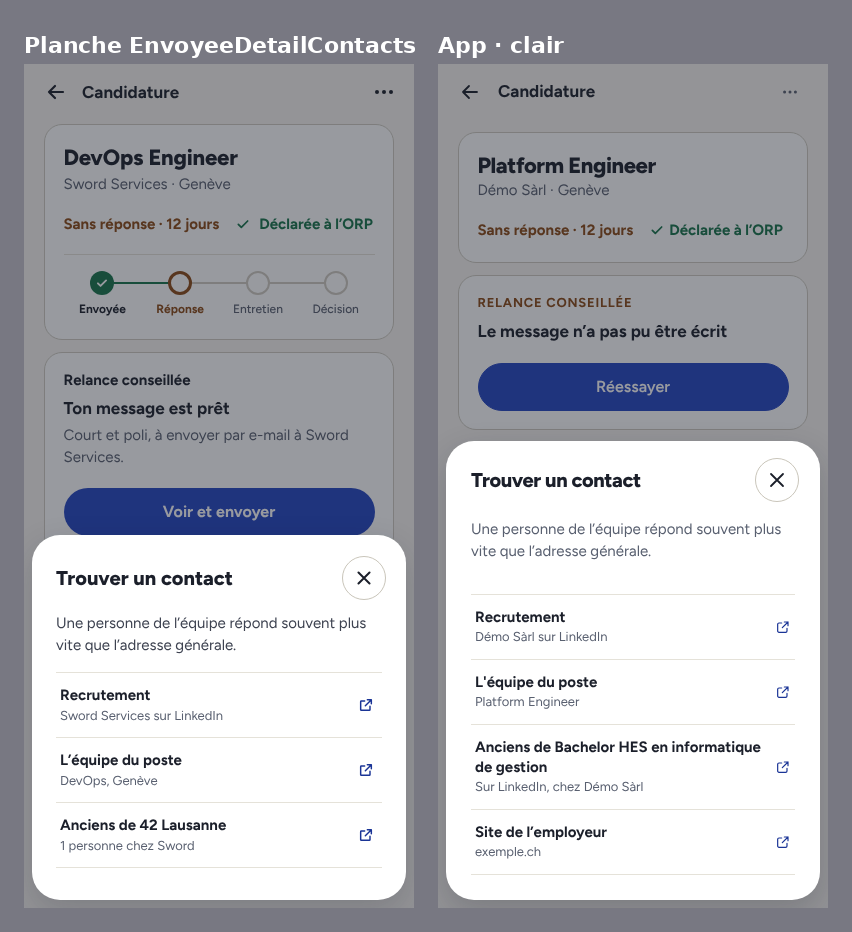 Planche EnvoyeeDetailContacts
Candidature
DevOps Engineer
Sword Services · Genève
Sans réponse · 12 jours
Déclarée à l’ORP
Envoyée
Réponse
Entretien
Décision
Relance conseillée
Ton message est prêt
Court et poli, à envoyer par e-mail à Sword
Services.
Voir et envoyer
Trouver un contact
Une personne de l’équipe répond souvent plus
vite que l’adresse générale.
Recrutement
Sword Services sur LinkedIn
L’équipe du poste
DevOps, Genève
Anciens de 42 Lausanne
1 personne chez Sword
App · clair
Candidature
Platform Engineer
Démo Sàrl · Genève
Sans réponse · 12 jours
Déclarée à l’ORP
RELANCE CONSEILLÉE
Le message n’a pas pu être écrit
Réessayer
Trouver un contact
Une personne de l’équipe répond souvent plus
vite que l’adresse générale.
Recrutement
Démo Sàrl sur LinkedIn
L'équipe du poste
Platform Engineer
Anciens de Bachelor HES en informatique
de gestion
Sur LinkedIn, chez Démo Sàrl
Site de l’employeur
exemple.ch